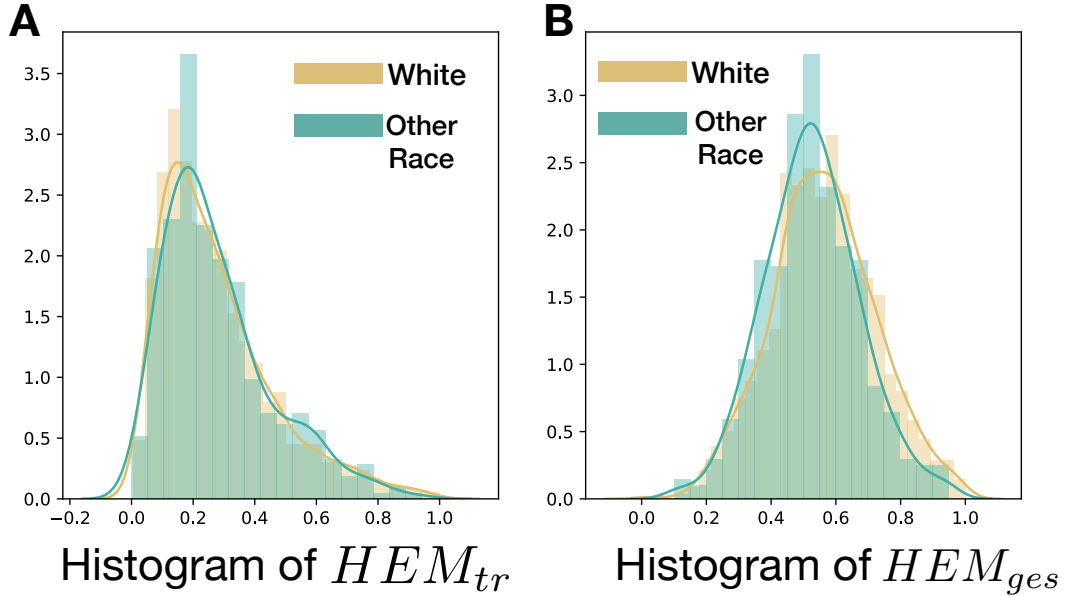 A
B
White
Other
Race
3.5
3.0
2.5
2.0
1.5
1.0
0.5
0.0
−0.2 0.0 0.2 0.4 0.6 0.8 1.0
Histogram of HEM_tr
White
Other
Race
3.0
2.5
2.0
1.5
1.0
0.5
0.0
0.0 0.2 0.4 0.6 0.8 1.0
Histogram of HEM_ges